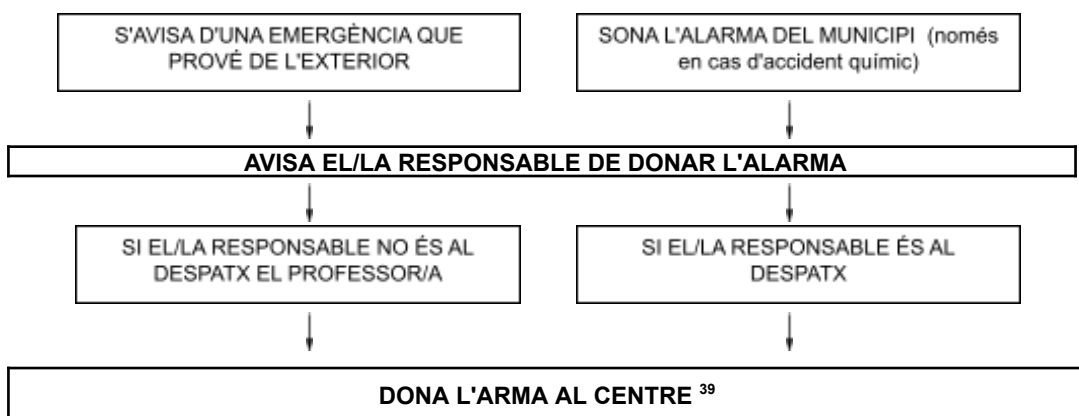 S'AVISA D'UNA EMERGÈNCIA QUE
PROVÉ DE L'EXTERIOR
SONA L'ALARMA DEL MUNICIPI (només
en cas d'accident químic)
AVISA EL/LA RESPONSABLE DE DONAR L'ALARMA
SI EL/LA RESPONSABLE NO ÉS AL
DESPATX EL PROFESSOR/A
SI EL/LA RESPONSABLE ÉS AL
DESPATX
DONA L'ARMA AL CENTRE ³⁹